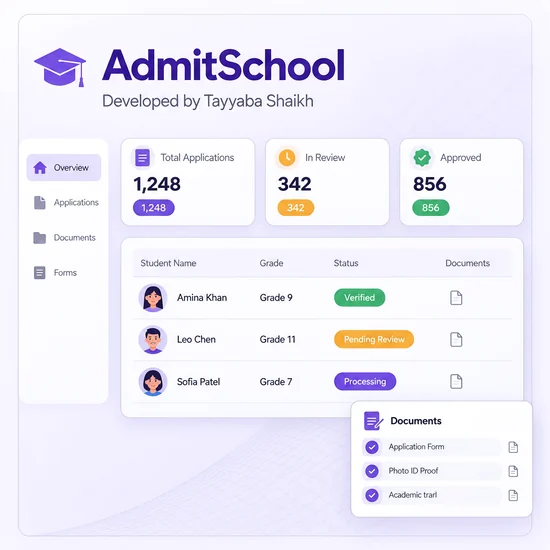 AdmitSchool
Developed by Tayyaba Shaikh
Overview
Applications
Documents
Forms
Total Applications
1,248
1,248
In Review
342
342
Approved
856
856
Student Name Grade Status Documents
Amina Khan Grade 9 Verified
Leo Chen Grade 11 Pending Review
Sofia Patel Grade 7 Processing
Documents
Application Form
Photo ID Proof
Academic trarl